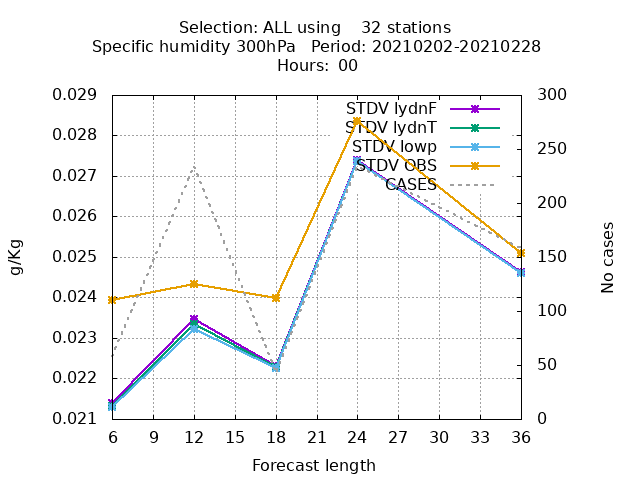 Selection: ALL using    32 stations
Specific humidity 300hPa   Period: 20210202-20210228
Hours: 00
0.029
0.028
0.027
0.026
0.025
0.024
0.023
0.022
0.021
g/Kg
STDV lydnF
STDV lydnT
STDV lowp
STDV OBS
CASES
300
250
200
150
100
50
0
No cases
6 9 12 15 18 21 24 27 30 33 36
Forecast length